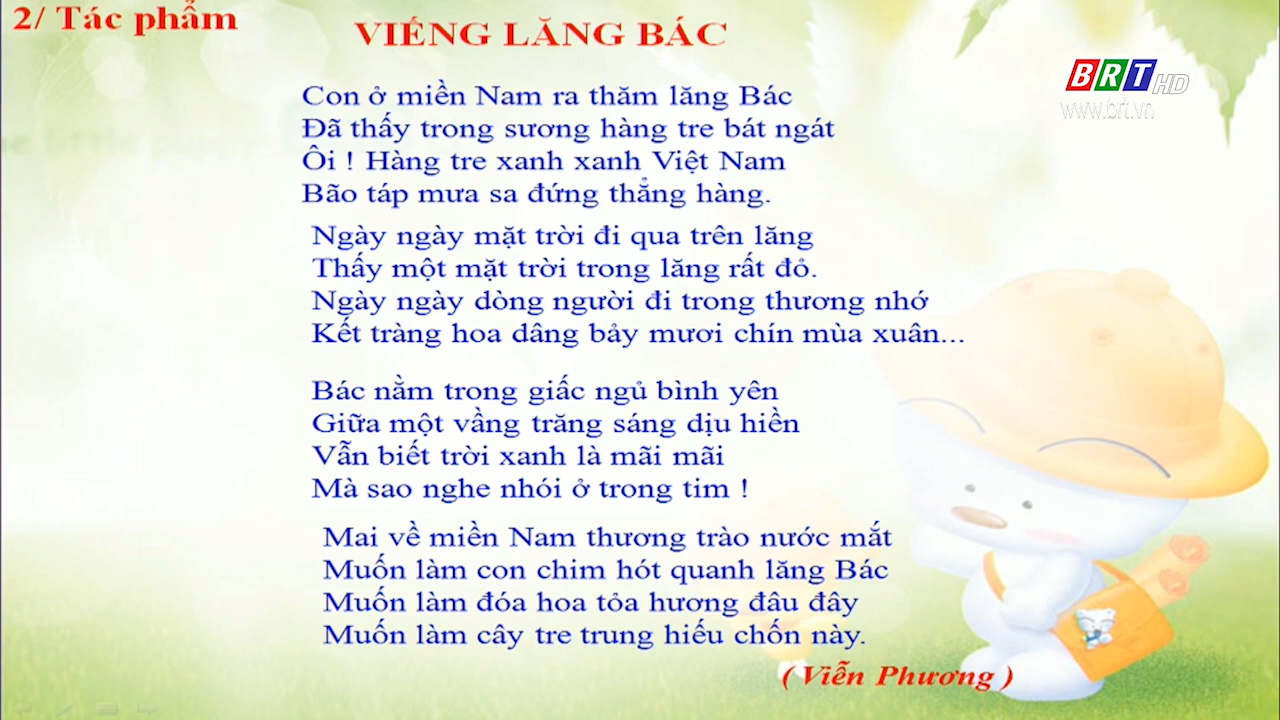 2/ Tác phẩm
VIẾNG LĂNG BÁC
BRT HD
www.brt.vn
Con ở miền Nam ra thăm lăng Bác
Đã thấy trong sương hàng tre bát ngát
Ôi ! Hàng tre xanh xanh Việt Nam
Bão táp mưa sa đứng thẳng hàng.
Ngày ngày mặt trời đi qua trên lăng
Thấy một mặt trời trong lăng rất đỏ.
Ngày ngày dòng người đi trong thương nhớ
Kết tràng hoa dâng bảy mươi chín mùa xuân...
Bác nằm trong giấc ngủ bình yên
Giữa một vầng trăng sáng dịu hiền
Vẫn biết trời xanh là mãi mãi
Mà sao nghe nhói ở trong tim !
Mai về miền Nam thương trào nước mắt
Muốn làm con chim hót quanh lăng Bác
Muốn làm đóa hoa tỏa hương đâu đây
Muốn làm cây tre trung hiếu chốn này.
( Viễn Phương )